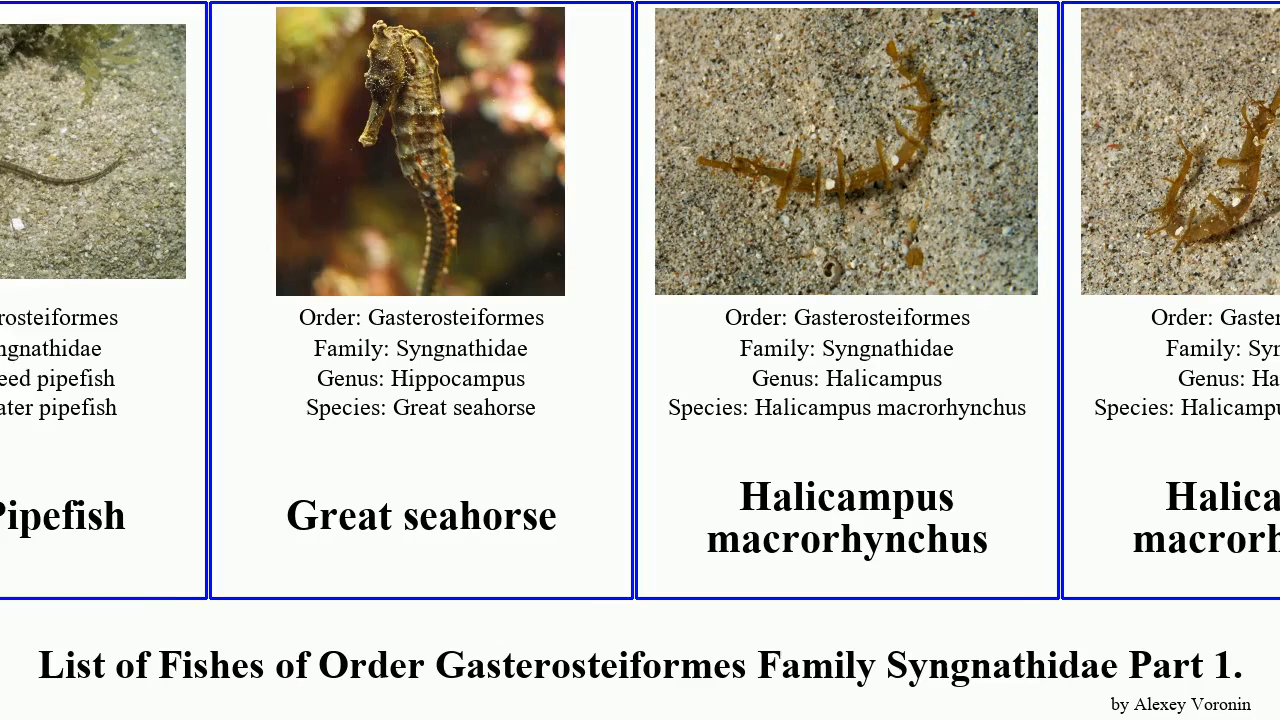 rosteiformes
ngnathidae
eed pipefish
ater pipefish
Pipefish
Order: Gasterosteiformes
Family: Syngnathidae
Genus: Hippocampus
Species: Great seahorse
Great seahorse
Order: Gasterosteiformes
Family: Syngnathidae
Genus: Halicampus
Species: Halicampus macrorhynchus
Halicampus
macrorhynchus
Order: Gaster
Family: Syn
Genus: Ha
Species: Halicampu
Halica
macrorh
List of Fishes of Order Gasterosteiformes Family Syngnathidae Part 1.
by Alexey Voronin